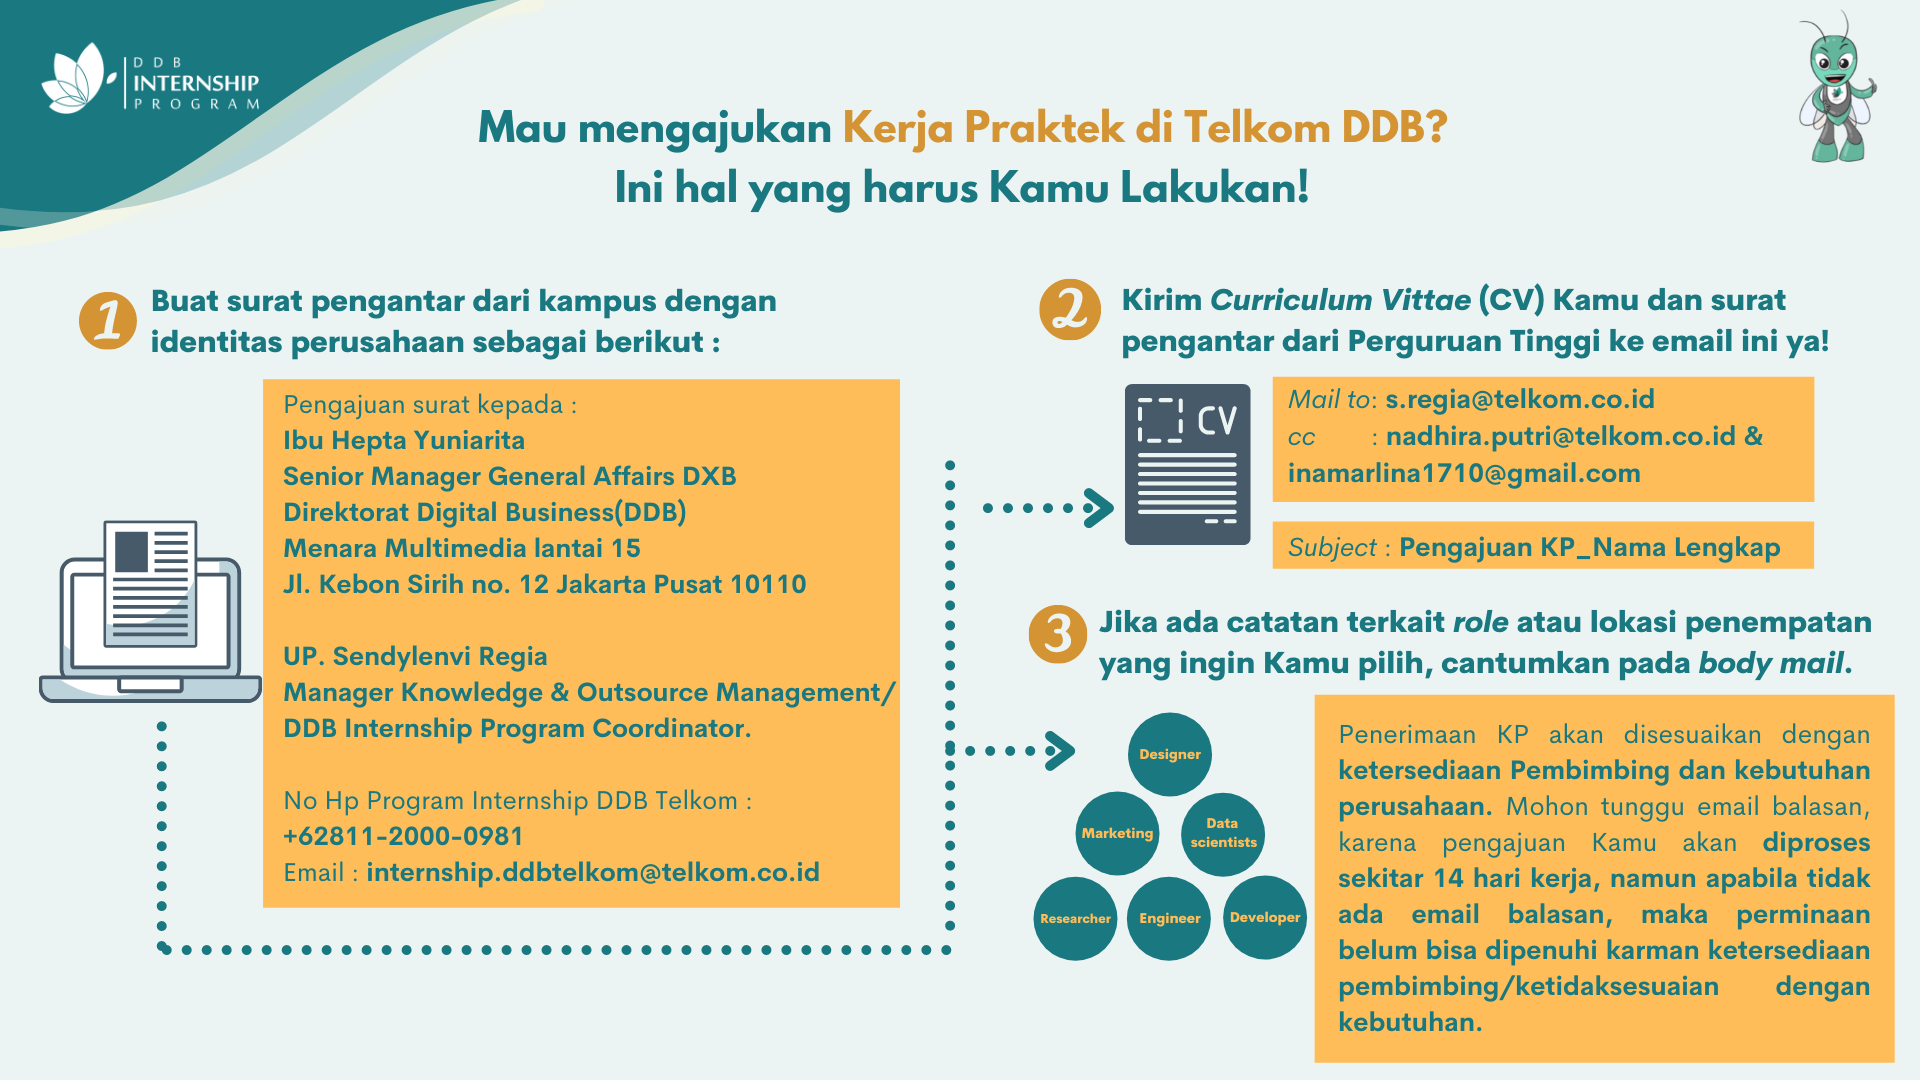 DDB
INTERNSHIP
PROGRAM
Mau mengajukan Kerja Praktek di Telkom DDB?
Ini hal yang harus Kamu Lakukan!
1
Buat surat pengantar dari kampus dengan
identitas perusahaan sebagai berikut :
Pengajuan surat kepada :
Ibu Hepta Yuniarita
Senior Manager General Affairs DXB
Direktorat Digital Business(DDB)
Menara Multimedia lantai 15
Jl. Kebon Sirih no. 12 Jakarta Pusat 10110
UP. Sendylenvi Regia
Manager Knowledge & Outsource Management/
DDB Internship Program Coordinator.
No Hp Program Internship DDB Telkom :
+62811-2000-0981
Email : internship.ddbtelkom@telkom.co.id
2
Kirim Curriculum Vittae (CV) Kamu dan surat
pengantar dari Perguruan Tinggi ke email ini ya!
CV
Mail to: s.regia@telkom.co.id
cc : nadhira.putri@telkom.co.id &
inamarlina1710@gmail.com
Subject : Pengajuan KP_Nama Lengkap
3
Jika ada catatan terkait role atau lokasi penempatan
yang ingin Kamu pilih, cantumkan pada body mail.
Designer
Marketing
Data
scientists
Researcher
Engineer
Developer
Penerimaan KP akan disesuaikan dengan
ketersediaan Pembimbing dan kebutuhan
perusahaan. Mohon tunggu email balasan,
karena pengajuan Kamu akan diproses
sekitar 14 hari kerja, namun apabila tidak
ada email balasan, maka perminaan
belum bisa dipenuhi karman ketersediaan
pembimbing/ketidaksesuaian dengan
kebutuhan.